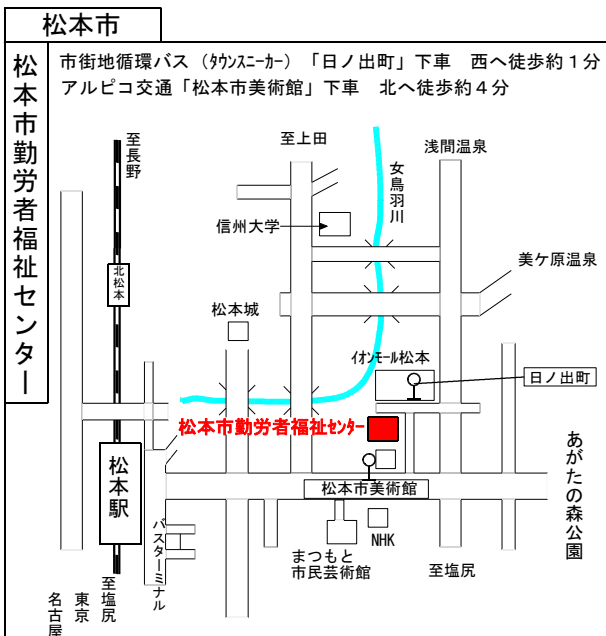 松本市
松本市勤労者福祉センター
市街地循環バス（ﾀｳﾝｽﾆｰｶｰ）「日ノ出町」下車　西へ徒歩約１分
アルピコ交通「松本市美術館」下車　北へ徒歩約４分
至長野
至上田
浅間温泉
女鳥羽川
信州大学
美ケ原温泉
北松本
松本城
ｲｵﾝﾓｰﾙ松本
日ノ出町
松本市勤労者福祉ｾﾝﾀｰ
あがたの森公園
松本駅
松本市美術館
バスターミナル
NHK
まつもと
市民芸術館
至塩尻
至塩尻
東京
名古屋